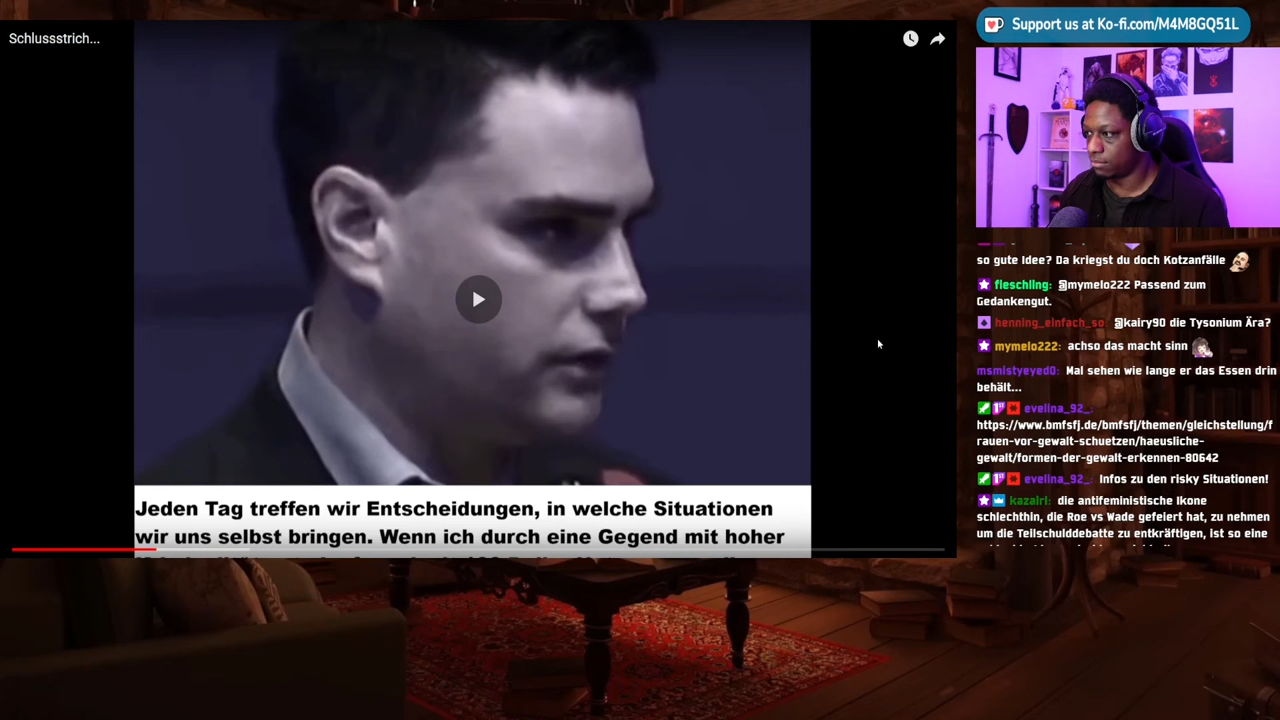 Schlussstrich...
Jeden Tag treffen wir Entscheidungen, in welche Situationen
wir uns selbst bringen. Wenn ich durch eine Gegend mit hoher
Support us at Ko-fi.com/M4M8GQ51L
so gute Idee? Da kriegst du doch Kotzanfälle
fleschling: @mymelo222 Passend zum
Gedankengut.
henning_einfach_so: @kairy90 die Tysonium Ära?
mymelo222: achso das macht sinn
msmistyeyed0: Mal sehen wie lange er das Essen drin
behält...
evelina_92_:
https://www.bmfsfj.de/bmfsfj/themen/gleichstellung/f
rauen-vor-gewalt-schuetzen/haeusliche-
gewalt/formen-der-gewalt-erkennen-80642
evelina_92_: Infos zu den risky Situationen!
kazairi: die antifeministische Ikone
schlechthin, die Roe vs Wade gefeiert hat, zu nehmen
um die Teilschulddebatte zu entkräftigen, ist so eine